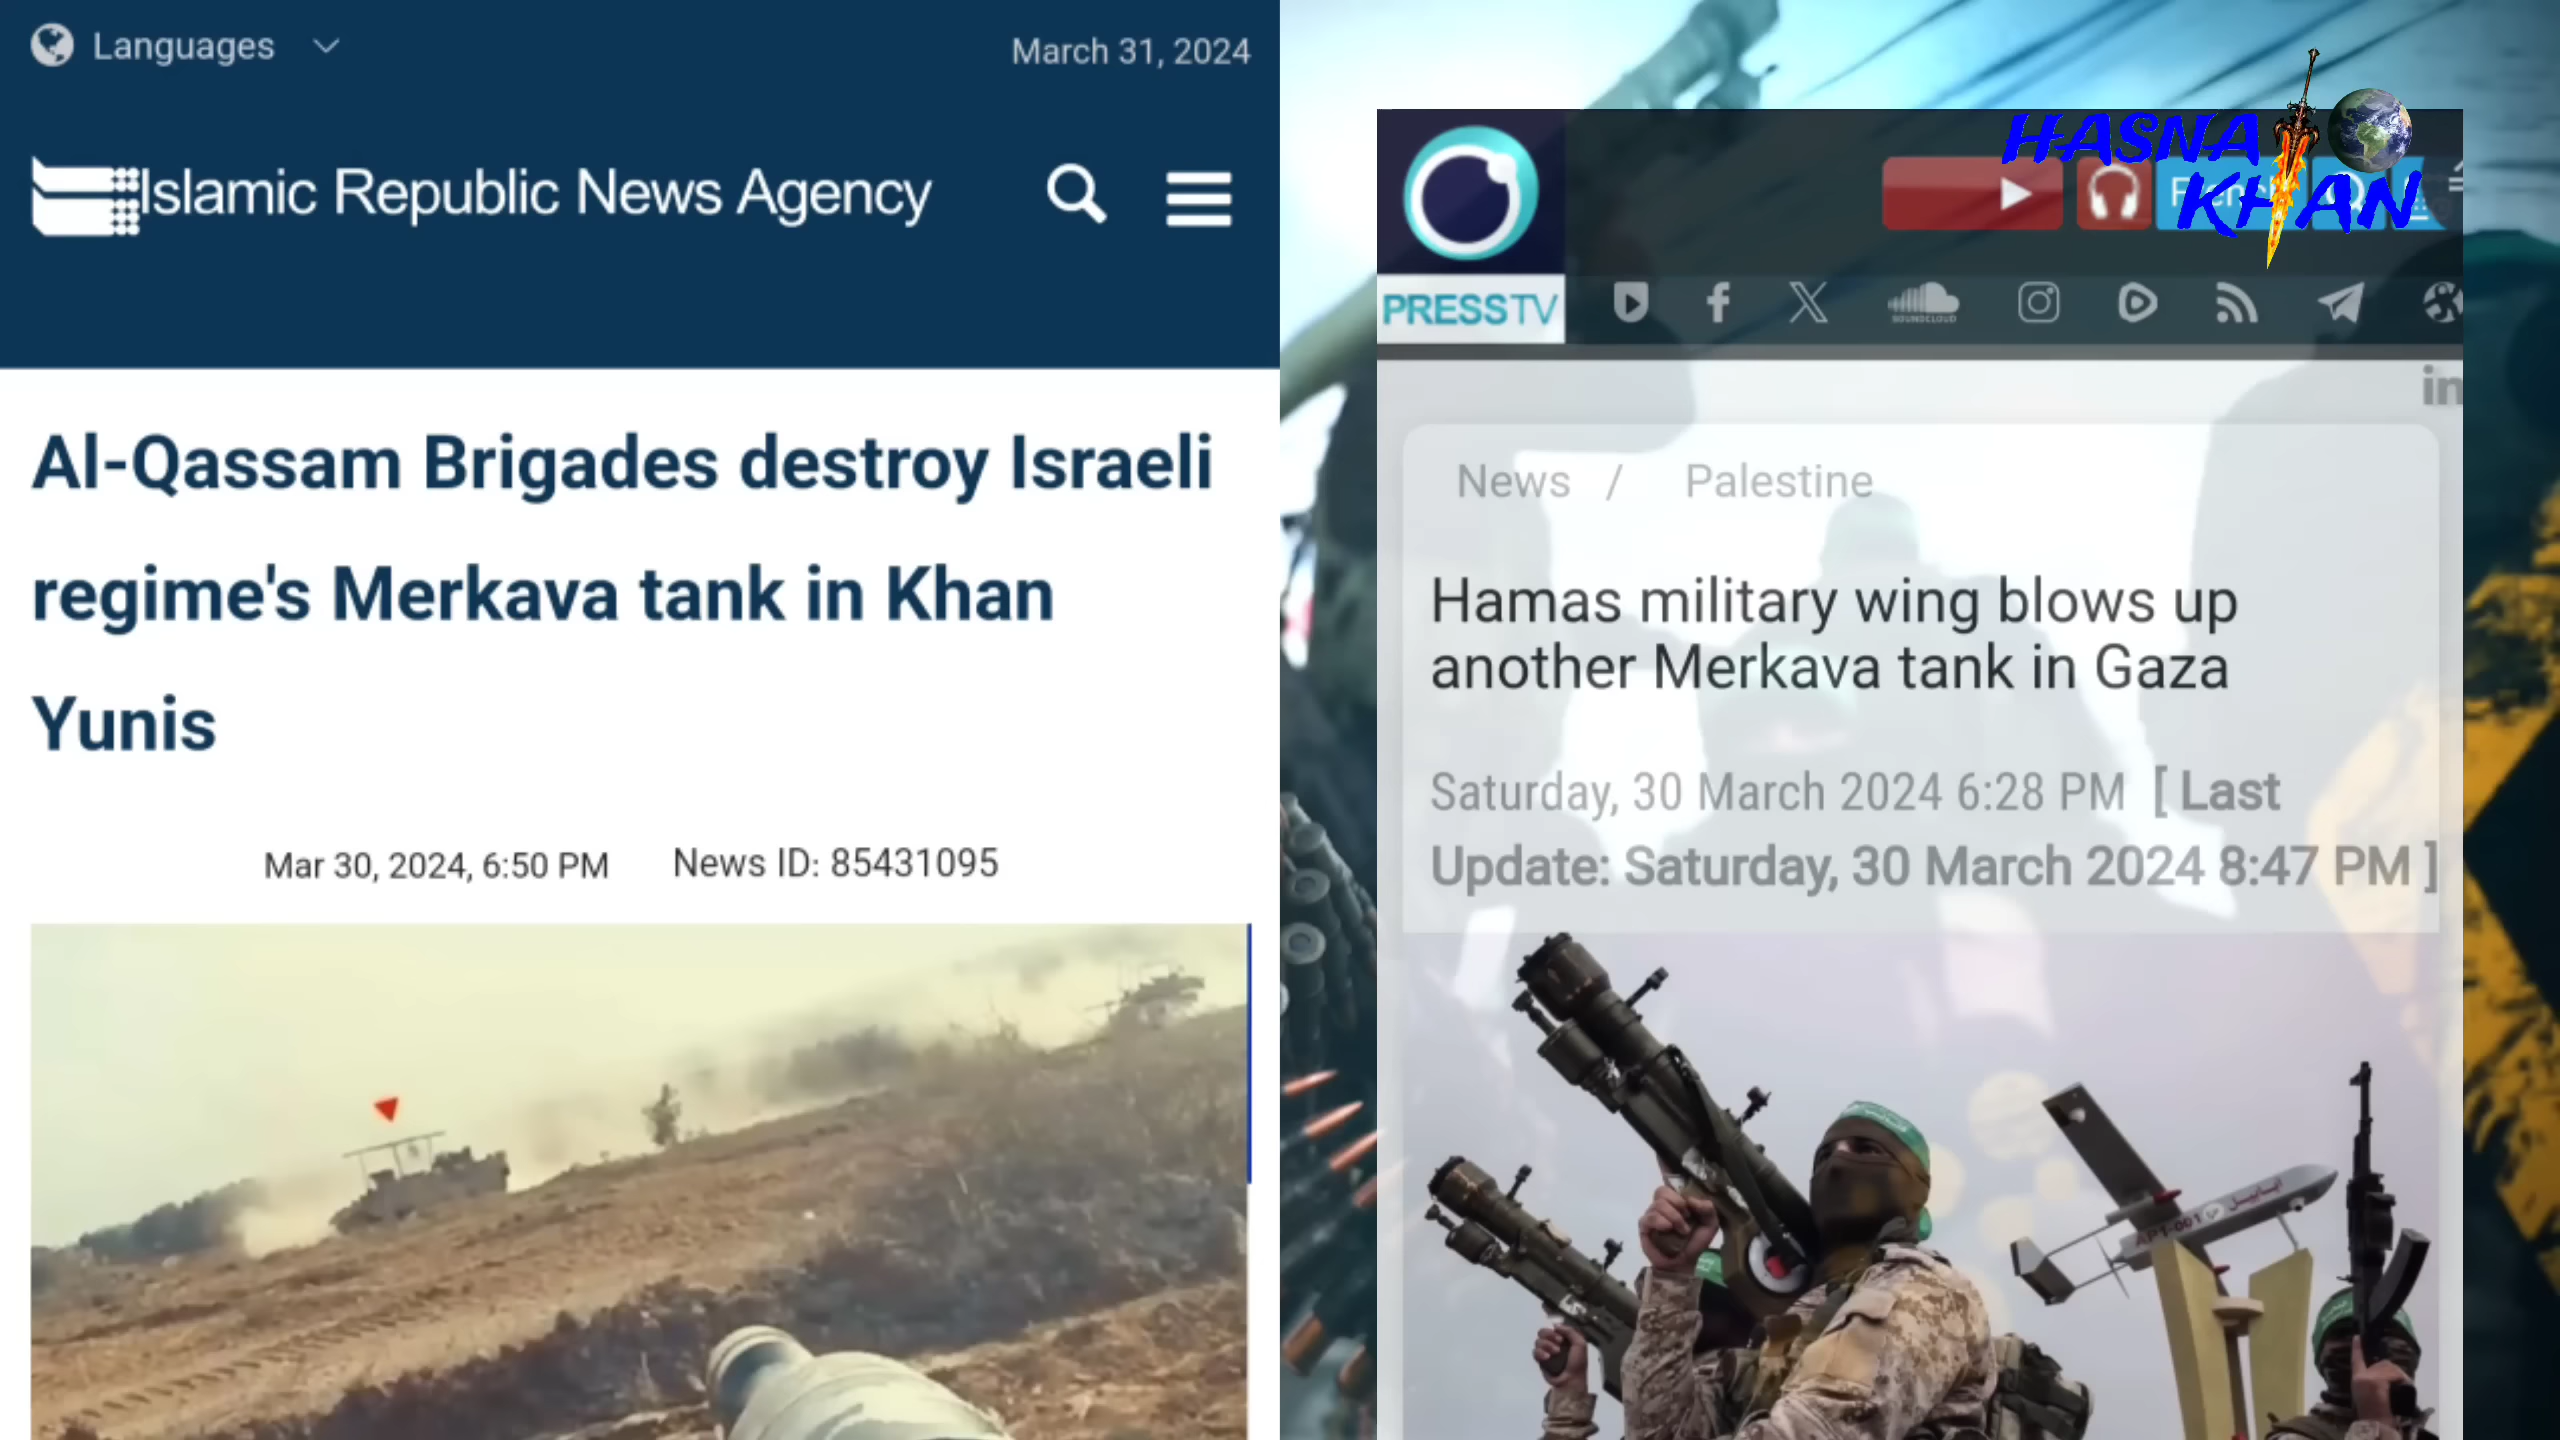 Languages
March 31, 2024
Islamic Republic News Agency
Al-Qassam Brigades destroy Israeli
regime's Merkava tank in Khan
Yunis
Mar 30, 2024, 6:50 PM News ID: 85431095
HASNA
KHAN
PRESSTV
SOUNDCLOUD
in
News / Palestine
Hamas military wing blows up
another Merkava tank in Gaza
Saturday, 30 March 2024 6:28 PM [ Last
Update: Saturday, 30 March 2024 8:47 PM ]
AP1-001